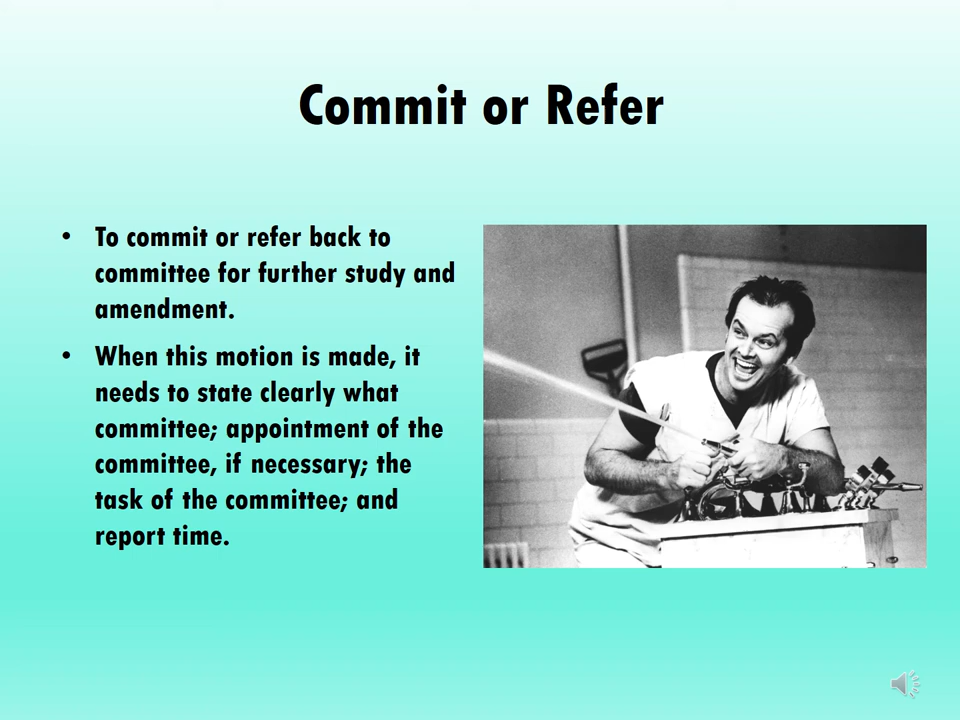 Commit or Refer
• To commit or refer back to
committee for further study and
amendment.
• When this motion is made, it
needs to state clearly what
committee; appointment of the
committee, if necessary; the
task of the committee; and
report time.